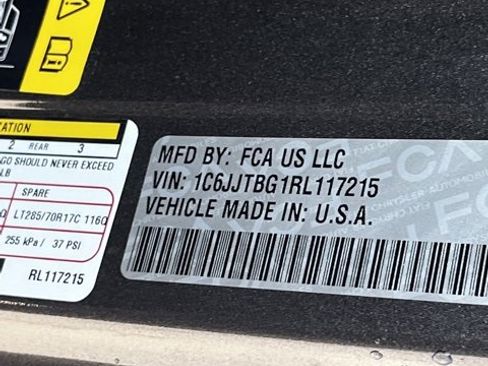 ATION
2 REAR 3
GO SHOULD NEVER EXCEED
LB
SPARE
LT285/70R17C 116Q
255 kPa / 37 PSI
RL117215
MFD BY: FCA US LLC
VIN: 1C6JJTBG1RL117215
VEHICLE MADE IN: U.S.A.